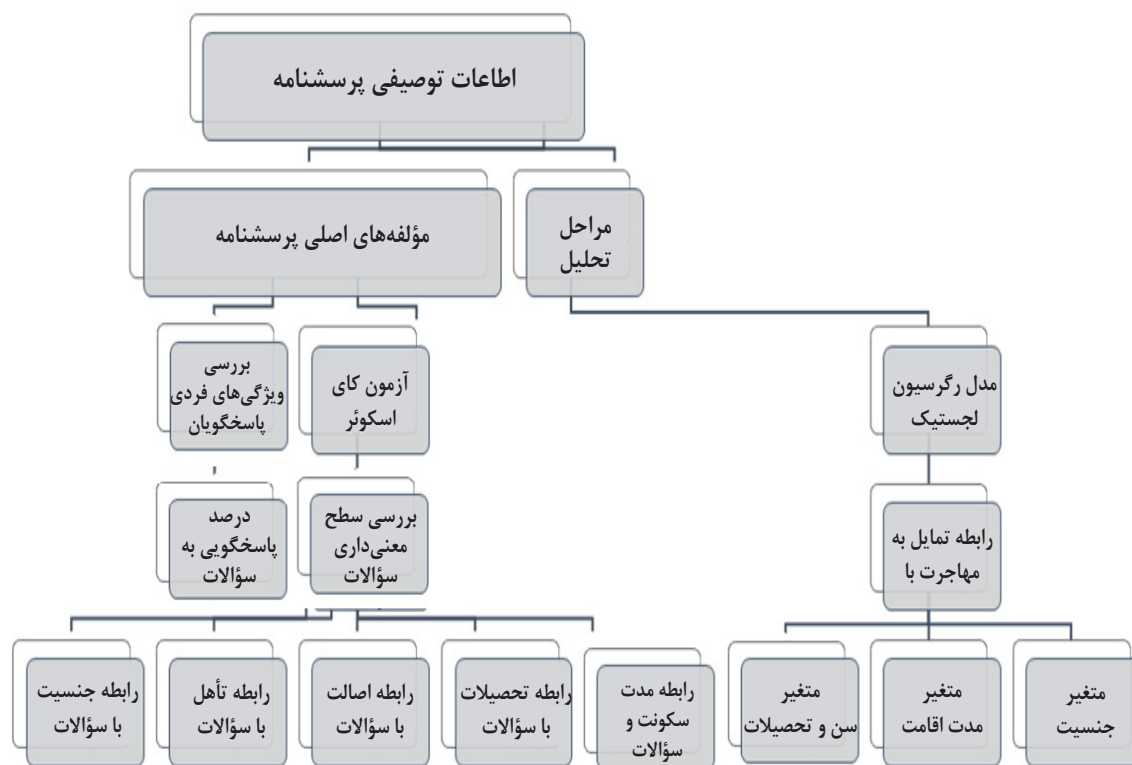 اطاعات توصیفی پرسشنامه
مراحل
تحلیل
مؤلفه‌های اصلی پرسشنامه
مدل رگرسیون
لجستیک
آزمون کای
اسکوئر
بررسی
ویژگی‌های فردی
پاسخگویان
رابطه تمایل به
مهاجرت با
بررسی سطح
معنی‌داری
سؤالات
درصد
پاسخگویی به
سؤالات
متغیر
جنسیت
متغیر
مدت اقامت
متغیر
سن و تحصیلات
رابطه مدت
سکونت و
سؤالات
رابطه تحصیلات
با سؤالات
رابطه اصالت
با سؤالات
رابطه تأهل
با سؤالات
رابطه جنسیت
با سؤالات